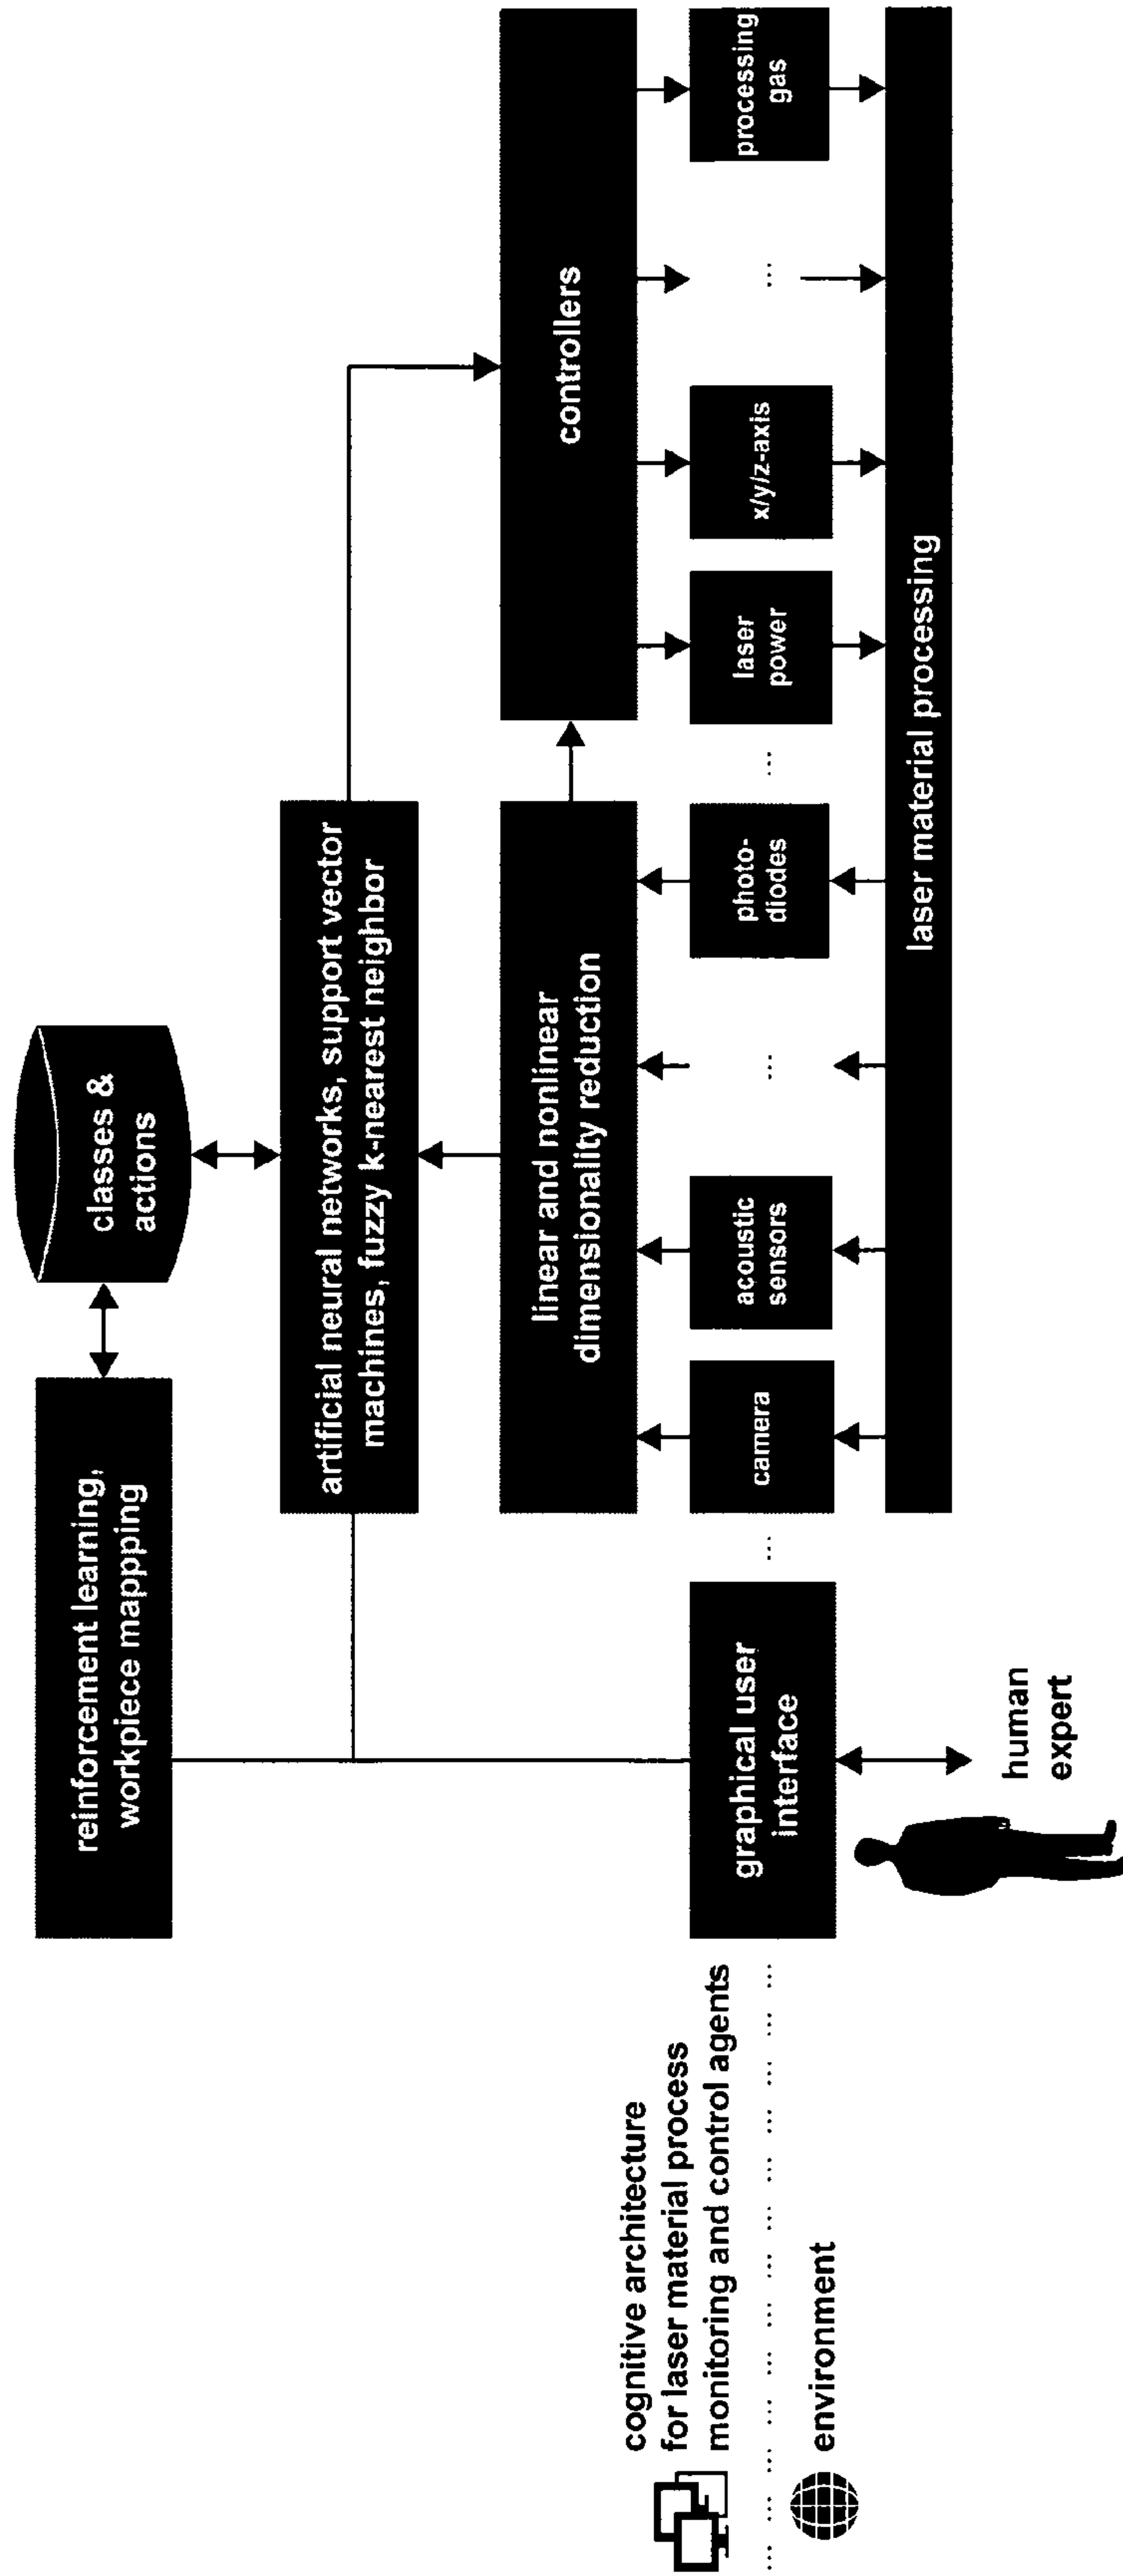 reinforcement learning,
workpiece mappping
classes &
actions
artificial neural networks, support vector
machines, fuzzy k-nearest neighbor
linear and nonlinear
dimensionality reduction
controllers
cognitive architecture
for laser material process
monitoring and control agents
environment
graphical user
interface
...
camera
acoustic
sensors
...
photo-
diodes
...
laser
power
x/y/z-axis
...
processing
gas
laser material processing
human
expert